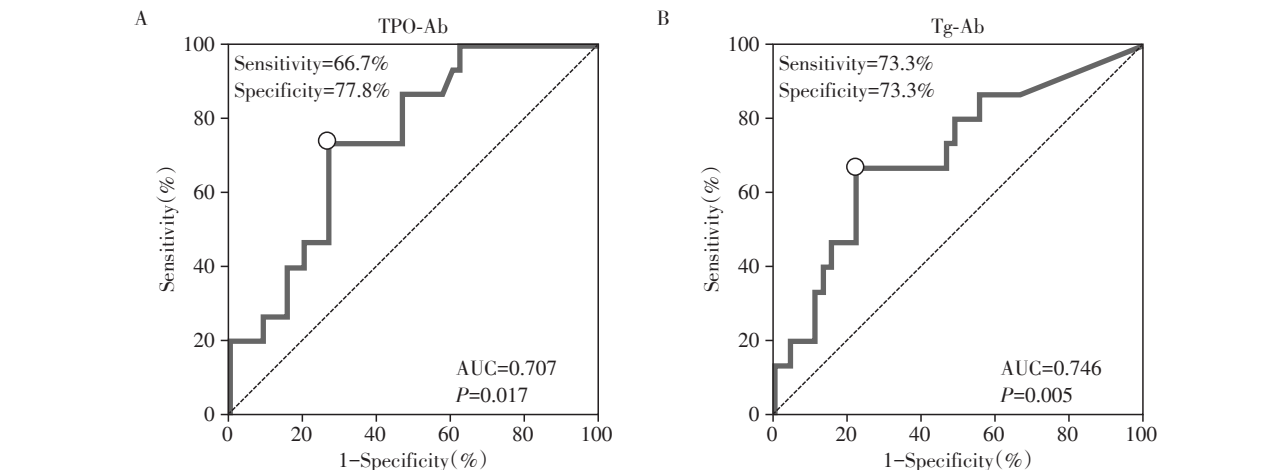 A
TPO-Ab
Sensitivity(%)
100
80
60
40
20
0
Sensitivity=66.7%
Specificity=77.8%
AUC=0.707
P=0.017
0 20 40 60 80 100
1-Specificity(%)
B
Tg-Ab
Sensitivity(%)
100
80
60
40
20
0
Sensitivity=73.3%
Specificity=73.3%
AUC=0.746
P=0.005
0 20 40 60 80 100
1-Specificity(%)